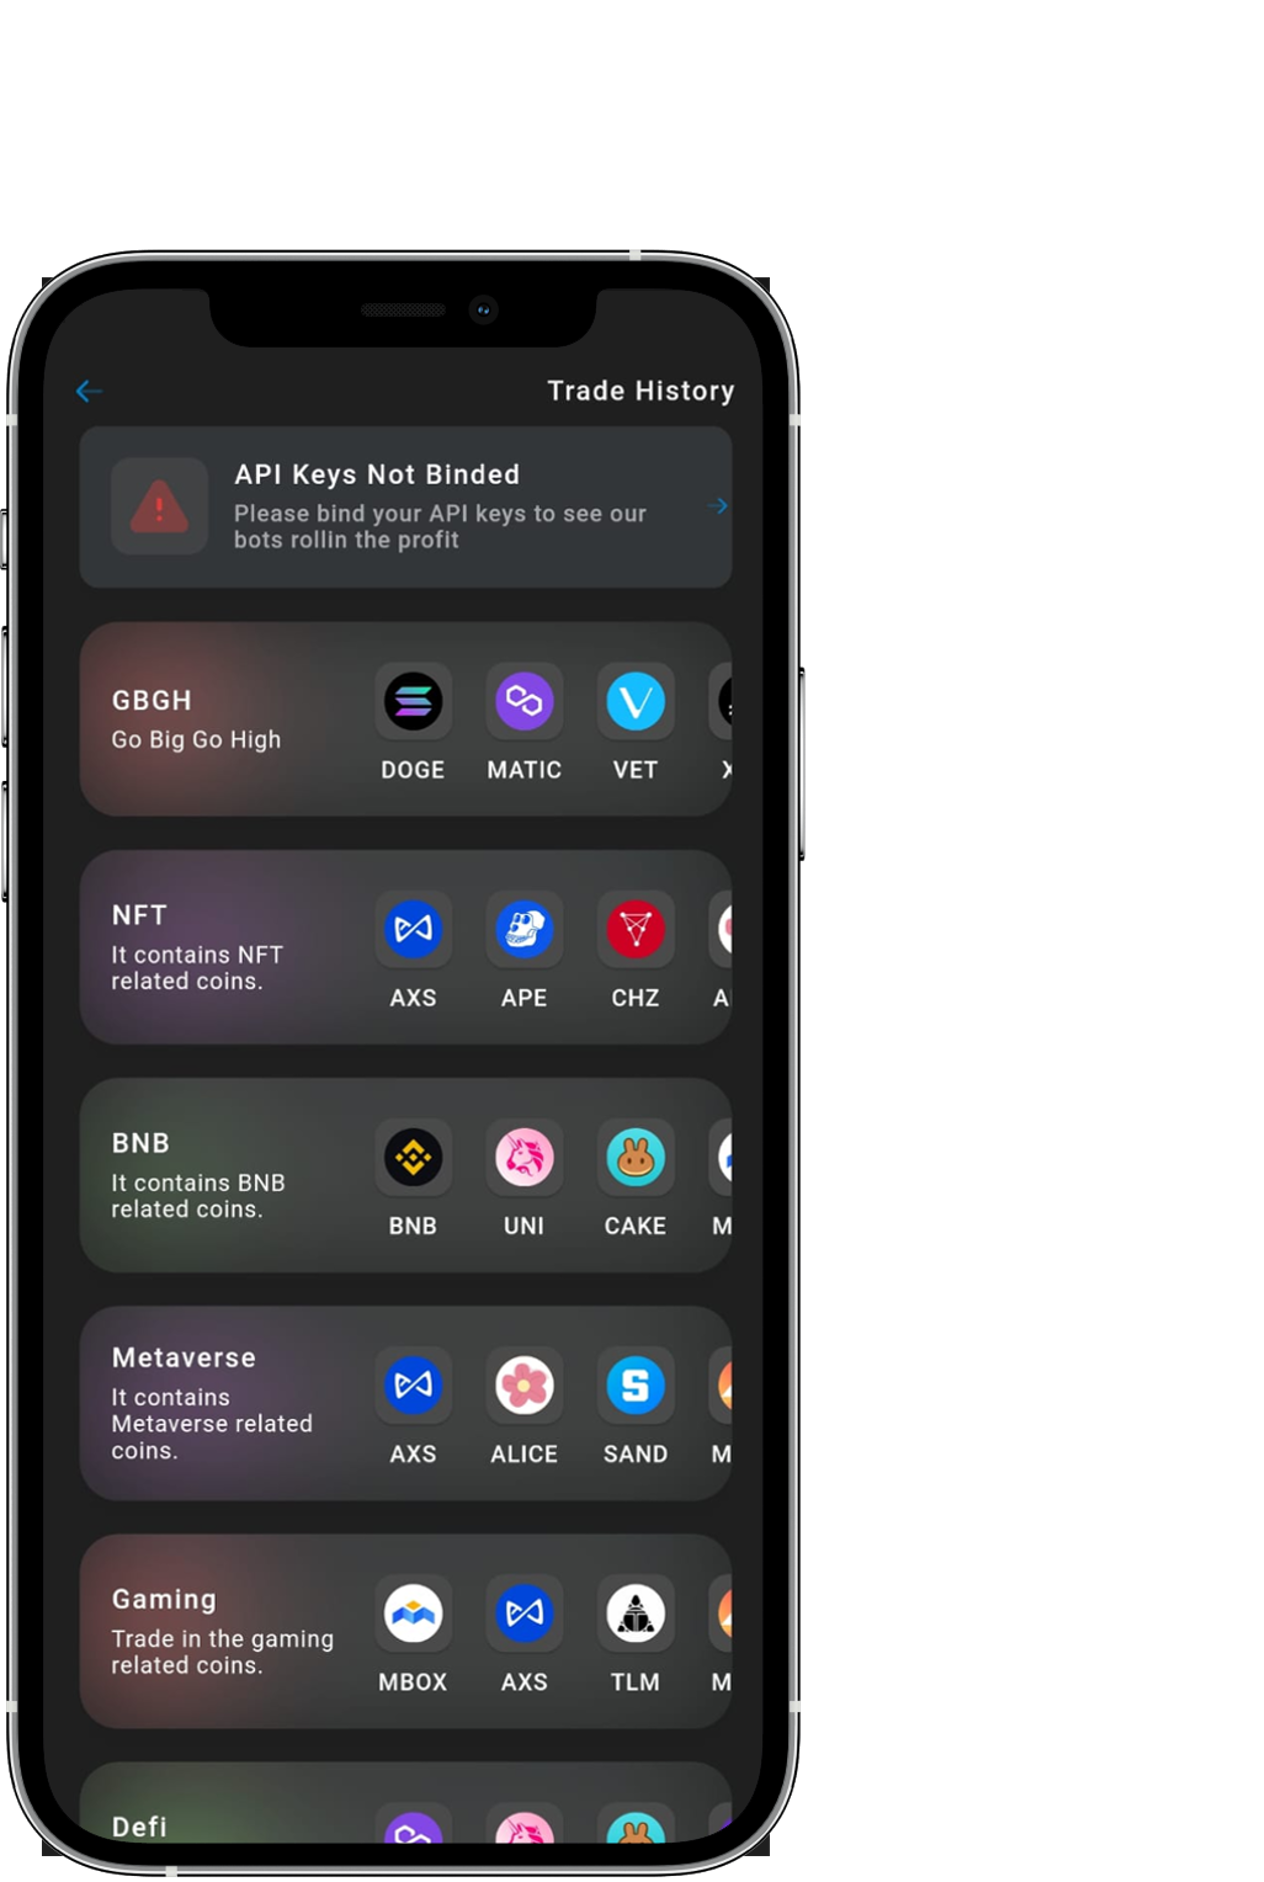 Trade History
API Keys Not Binded
Please bind your API keys to see our
bots rollin the profit
GBGH
Go Big Go High
DOGE MATIC VET X
NFT
It contains NFT
related coins.
AXS APE CHZ
BNB
It contains BNB
related coins.
BNB UNI CAKE M
Metaverse
It contains
Metaverse related
coins.
AXS ALICE SAND M
Gaming
Trade in the gaming
related coins.
MBOX AXS TLM M
Defi